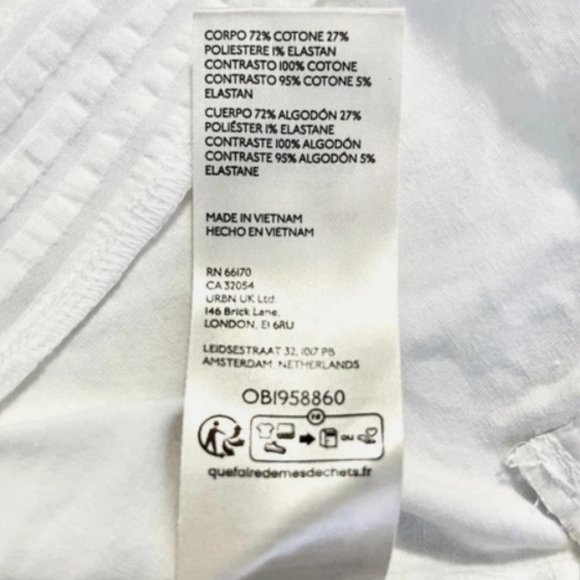 CORPO 72% COTONE 27%
POLIESTERE 1% ELASTAN
CONTRASTO 100% COTONE
CONTRASTO 95% COTONE 5%
ELASTAN
CUERPO 72% ALGODÓN 27%
POLIÉSTER 1% ELASTANE
CONTRASTE 100% ALGODÓN
CONTRASTE 95% ALGODÓN 5%
ELASTANE
MADE IN VIETNAM
HECHO EN VIETNAM
RN 66170
CA 32054
URBN UK Ltd.
146 Brick Lane,
LONDON, E1 6RU
LEIDSESTRAAT 32, 1017 PB
AMSTERDAM, NETHERLANDS
OB1958860
FR
OU
quefairedemesdechets.fr